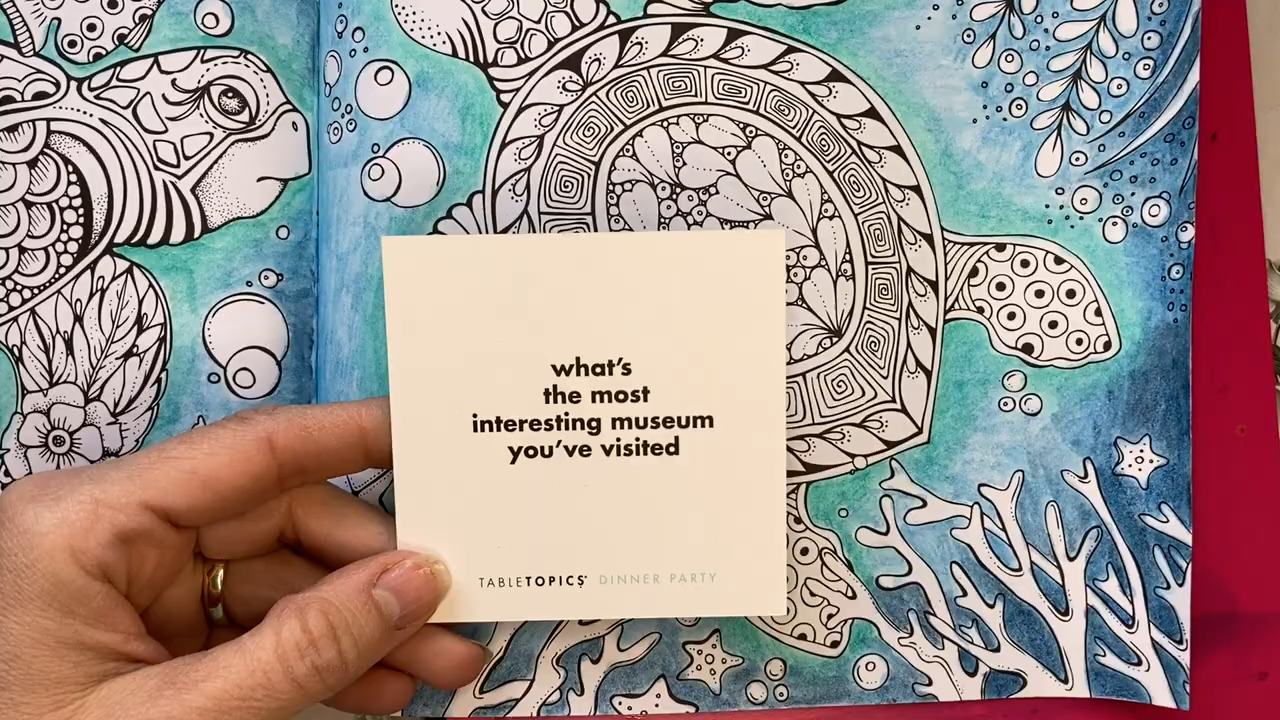 what's
the most
interesting museum
you've visited
TABLETOPICS DINNER PARTY